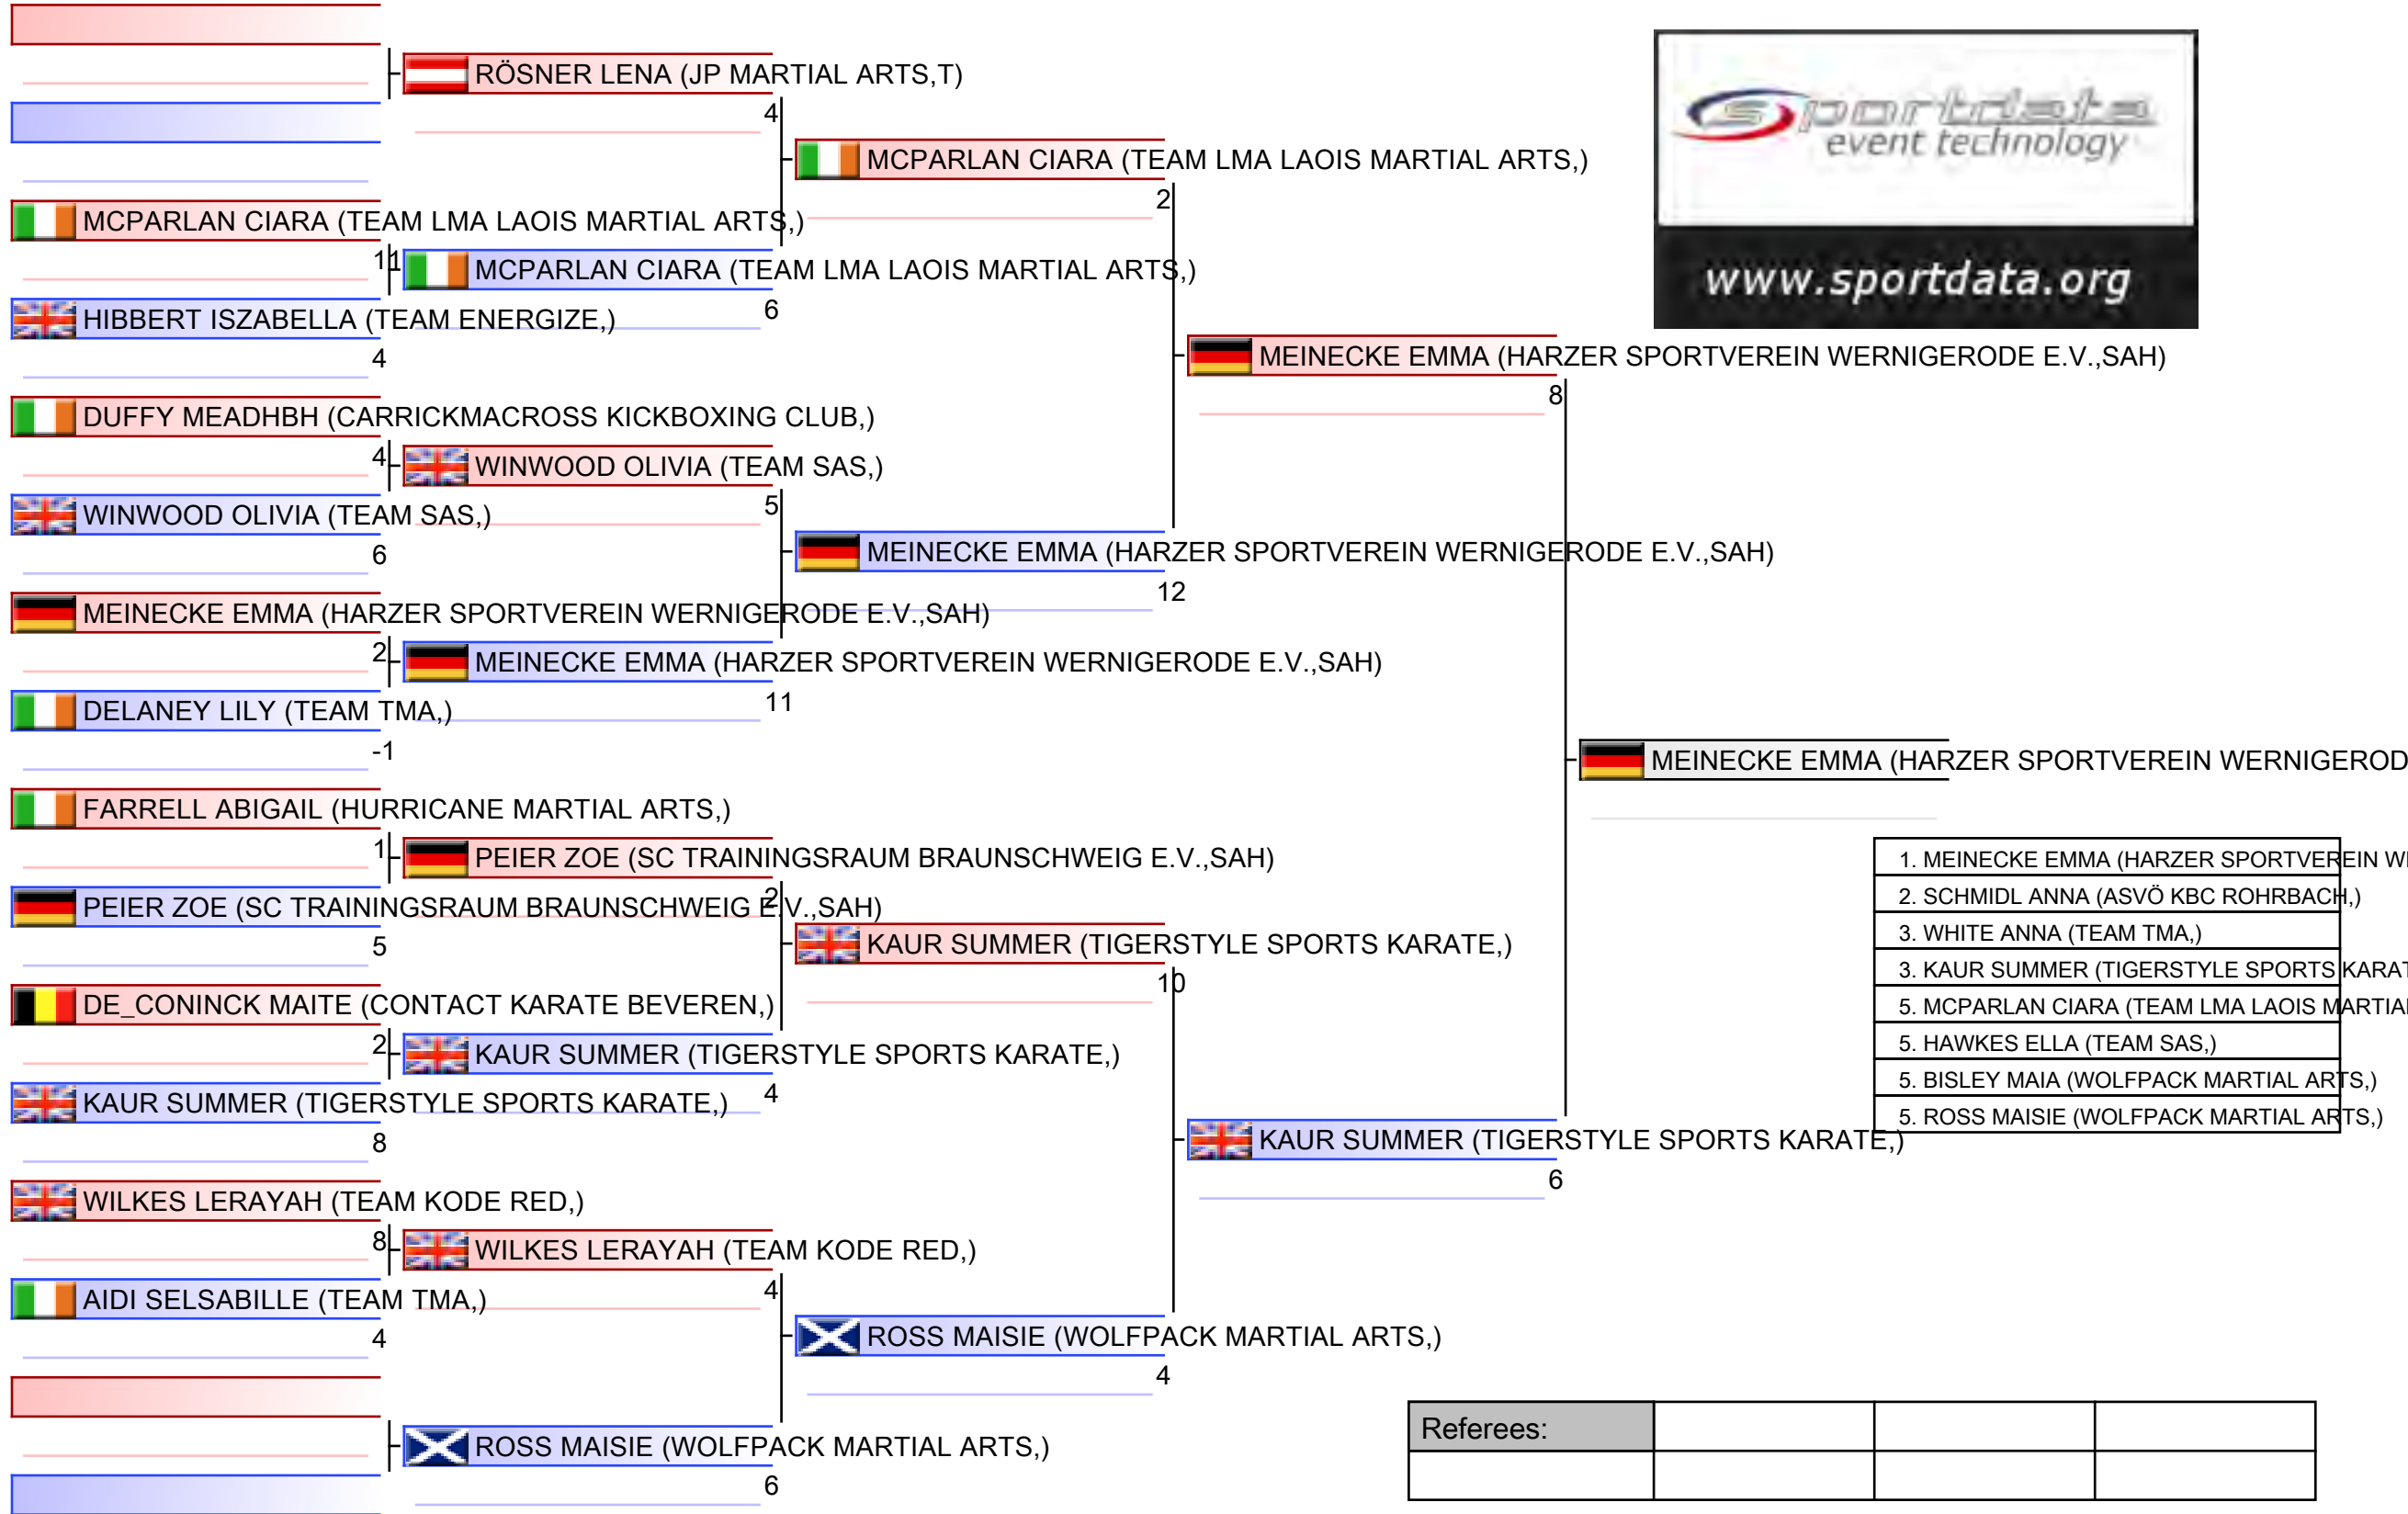 RÖSNER LENA (JP MARTIAL ARTS,T)
4
MCPARLAN CIARA (TEAM LMA LAOIS MARTIAL ARTS,)
2
MCPARLAN CIARA (TEAM LMA LAOIS MARTIAL ARTS,)
11
MCPARLAN CIARA (TEAM LMA LAOIS MARTIAL ARTS,)
6
HIBBERT ISZABELLA (TEAM ENERGIZE,)
4
MEINECKE EMMA (HARZER SPORTVEREIN WERNIGERODE E.V.,SAH)
8
DUFFY MEADHBH (CARRICKMACROSS KICKBOXING CLUB,)
4
WINWOOD OLIVIA (TEAM SAS,)
5
WINWOOD OLIVIA (TEAM SAS,)
6
MEINECKE EMMA (HARZER SPORTVEREIN WERNIGERODE E.V.,SAH)
12
MEINECKE EMMA (HARZER SPORTVEREIN WERNIGERODE E.V.,SAH)
2
MEINECKE EMMA (HARZER SPORTVEREIN WERNIGERODE E.V.,SAH)
11
DELANEY LILY (TEAM TMA,)
-1
MEINECKE EMMA (HARZER SPORTVEREIN WERNIGEROD
FARRELL ABIGAIL (HURRICANE MARTIAL ARTS,)
1
PEIER ZOE (SC TRAININGSRAUM BRAUNSCHWEIG E.V.,SAH)
2
PEIER ZOE (SC TRAININGSRAUM BRAUNSCHWEIG E.V.,SAH)
5
KAUR SUMMER (TIGERSTYLE SPORTS KARATE,)
10
DE_CONINCK MAITE (CONTACT KARATE BEVEREN,)
2
KAUR SUMMER (TIGERSTYLE SPORTS KARATE,)
4
KAUR SUMMER (TIGERSTYLE SPORTS KARATE,)
8
KAUR SUMMER (TIGERSTYLE SPORTS KARATE,)
6
WILKES LERAYAH (TEAM KODE RED,)
8
WILKES LERAYAH (TEAM KODE RED,)
4
AIDI SELSABILLE (TEAM TMA,)
4
ROSS MAISIE (WOLFPACK MARTIAL ARTS,)
4
ROSS MAISIE (WOLFPACK MARTIAL ARTS,)
6
sportdata
event technology
www.sportdata.org
1. MEINECKE EMMA (HARZER SPORTVEREIN W
2. SCHMIDL ANNA (ASVÖ KBC ROHRBACH,)
3. WHITE ANNA (TEAM TMA,)
3. KAUR SUMMER (TIGERSTYLE SPORTS KARAT
5. MCPARLAN CIARA (TEAM LMA LAOIS MARTIAL
5. HAWKES ELLA (TEAM SAS,)
5. BISLEY MAIA (WOLFPACK MARTIAL ARTS,)
5. ROSS MAISIE (WOLFPACK MARTIAL ARTS,)
Referees: